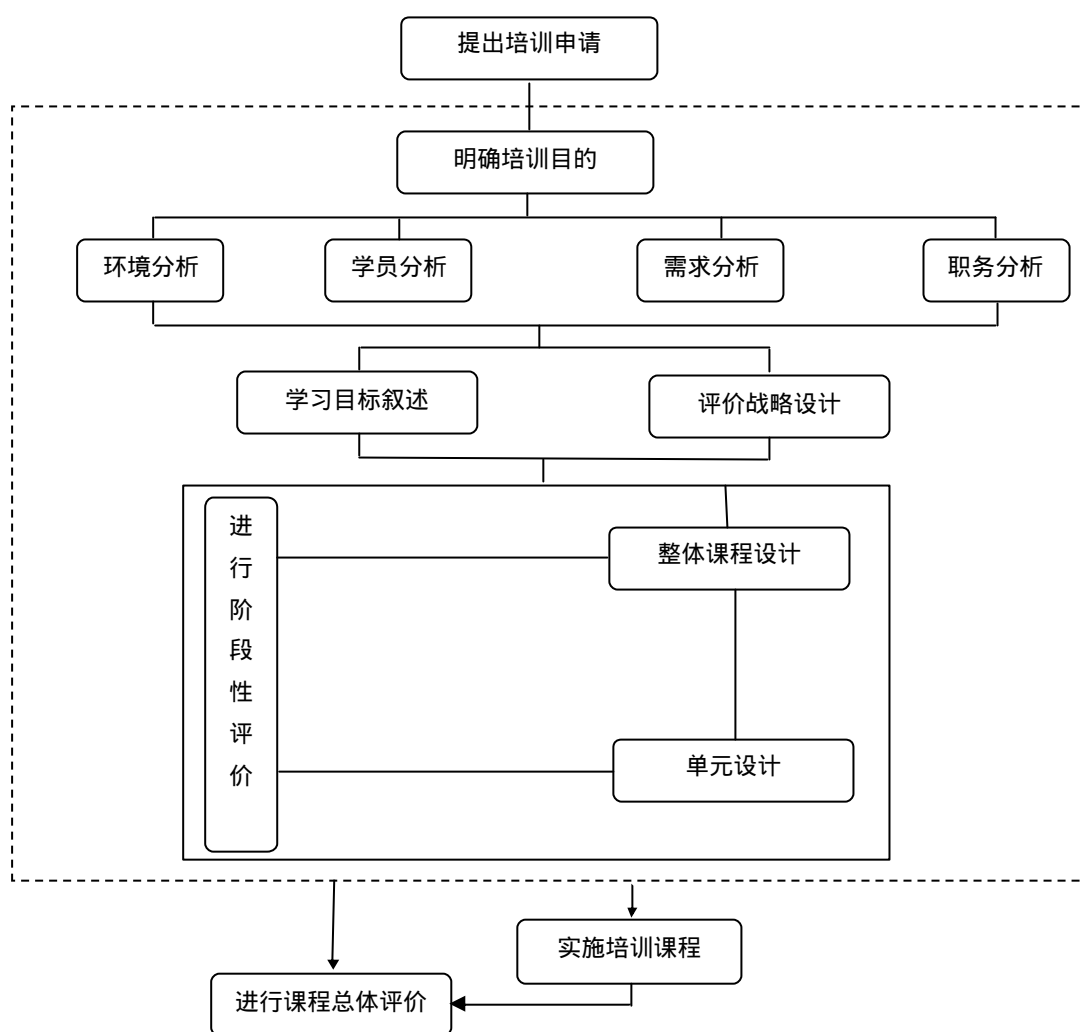 提出培训申请
明确培训目的
环境分析
学员分析
需求分析
职务分析
学习目标叙述
评价战略设计
进行阶段性评价
整体课程设计
单元设计
实施培训课程
进行课程总体评价